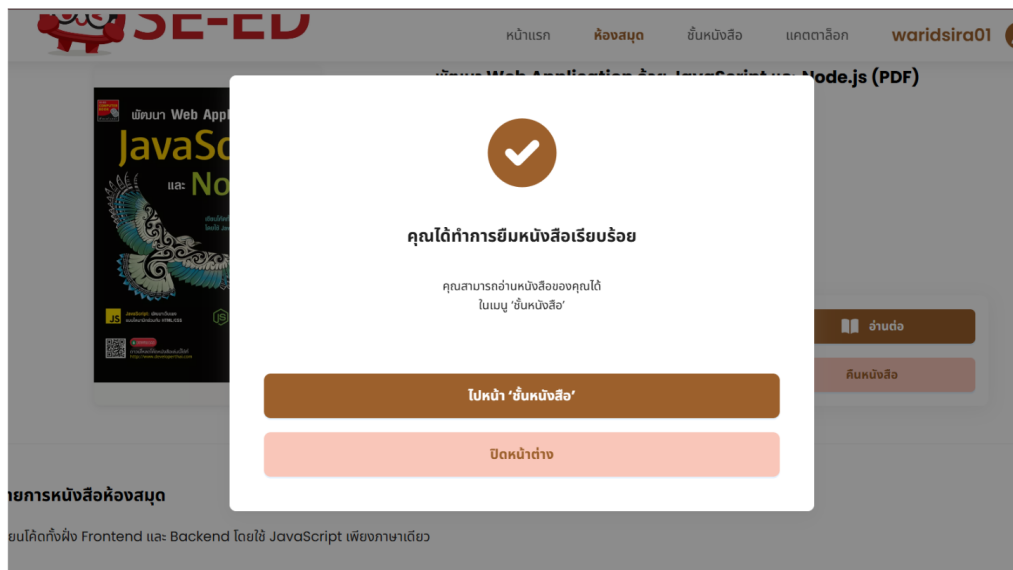 SE-ED
หน้าแรก
ห้องสมุด
ชั้นหนังสือ
แคตตาล็อก
waridsira01
พัฒนา Web Application ด้วย JavaScript และ Node.js (PDF)
พัฒนา Web Appl
JavaSc
และ No
JS
คุณได้ทำการยืมหนังสือเรียบร้อย
คุณสามารถอ่านหนังสือของคุณได้
ในเมนู ‘ชั้นหนังสือ’
อ่านต่อ
คืนหนังสือ
ไปหน้า ‘ชั้นหนังสือ’
ปิดหน้าต่าง
ายการหนังสือห้องสมุด
ยนโค้ดทั้งฝั่ง Frontend และ Backend โดยใช้ JavaScript เพียงภาษาเดียว